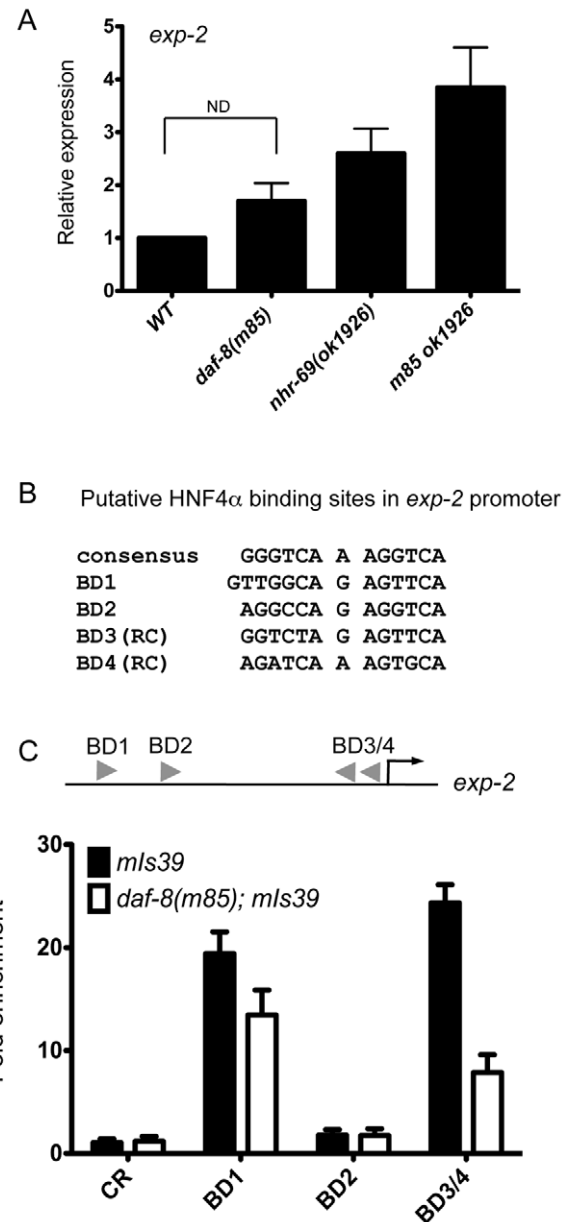 A
exp-2
ND
Relative expression
5
4
3
2
1
0
WT
daf-8(m85)
nhr-69(ok1926)
m85 ok1926
B
Putative HNF4α binding sites in exp-2 promoter
consensus GGGTCA A AGGTCA
BD1 GTTGGCA G AGTTCA
BD2 AGGCCA G AGTTCA
BD3(RC) GGTCTA G AGTTCA
BD4(RC) AGATCA A AGTGCA
C
BD1 BD2 BD3/4
exp-2
mIs39
daf-8(m85); mIs39
30
20
10
0
CR
BD1
BD2
BD3/4